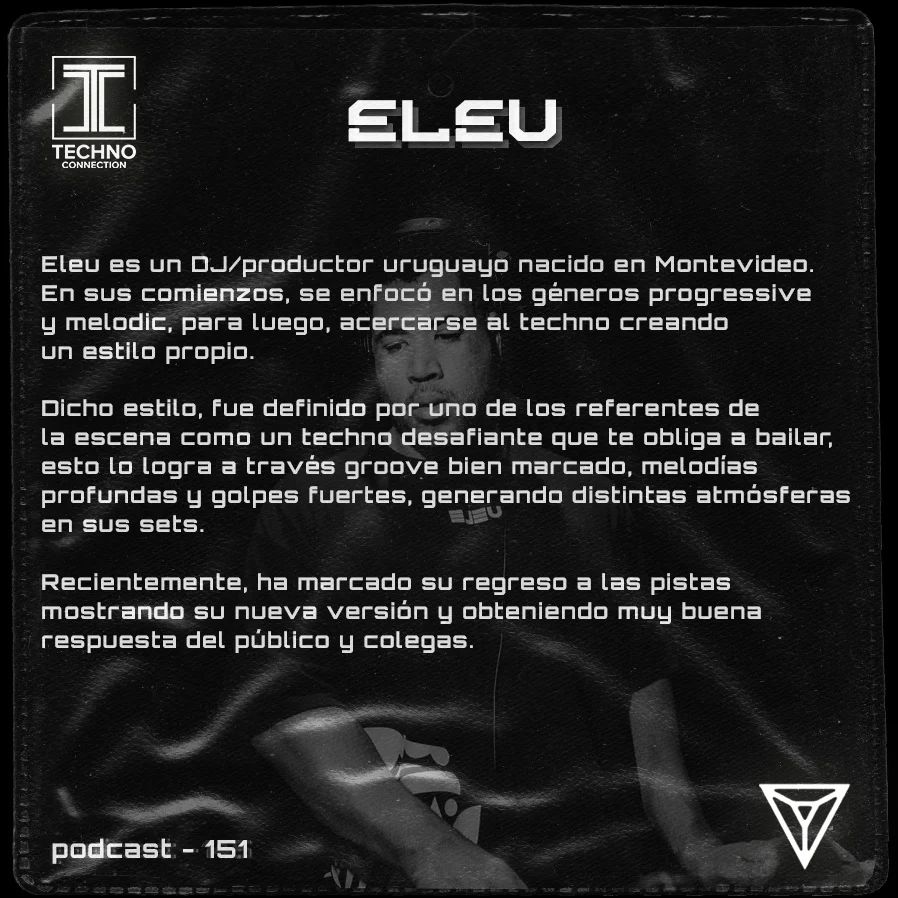 TECHNO
CONNECTION
ELEU
Eleu es un DJ/productor uruguayo nacido en Montevideo.
En sus comienzos, se enfocó en los géneros progressive
y melodic, para luego, acercarse al techno creando
un estilo propio.
Dicho estilo, fue definido por uno de los referentes de
la escena como un techno desafiante que te obliga a bailar,
esto lo logra a través groove bien marcado, melodías
profundas y golpes fuertes, generando distintas atmósferas
en sus sets.
Recientemente, ha marcado su regreso a las pistas
mostrando su nueva versión y obteniendo muy buena
respuesta del público y colegas.
podcast - 151